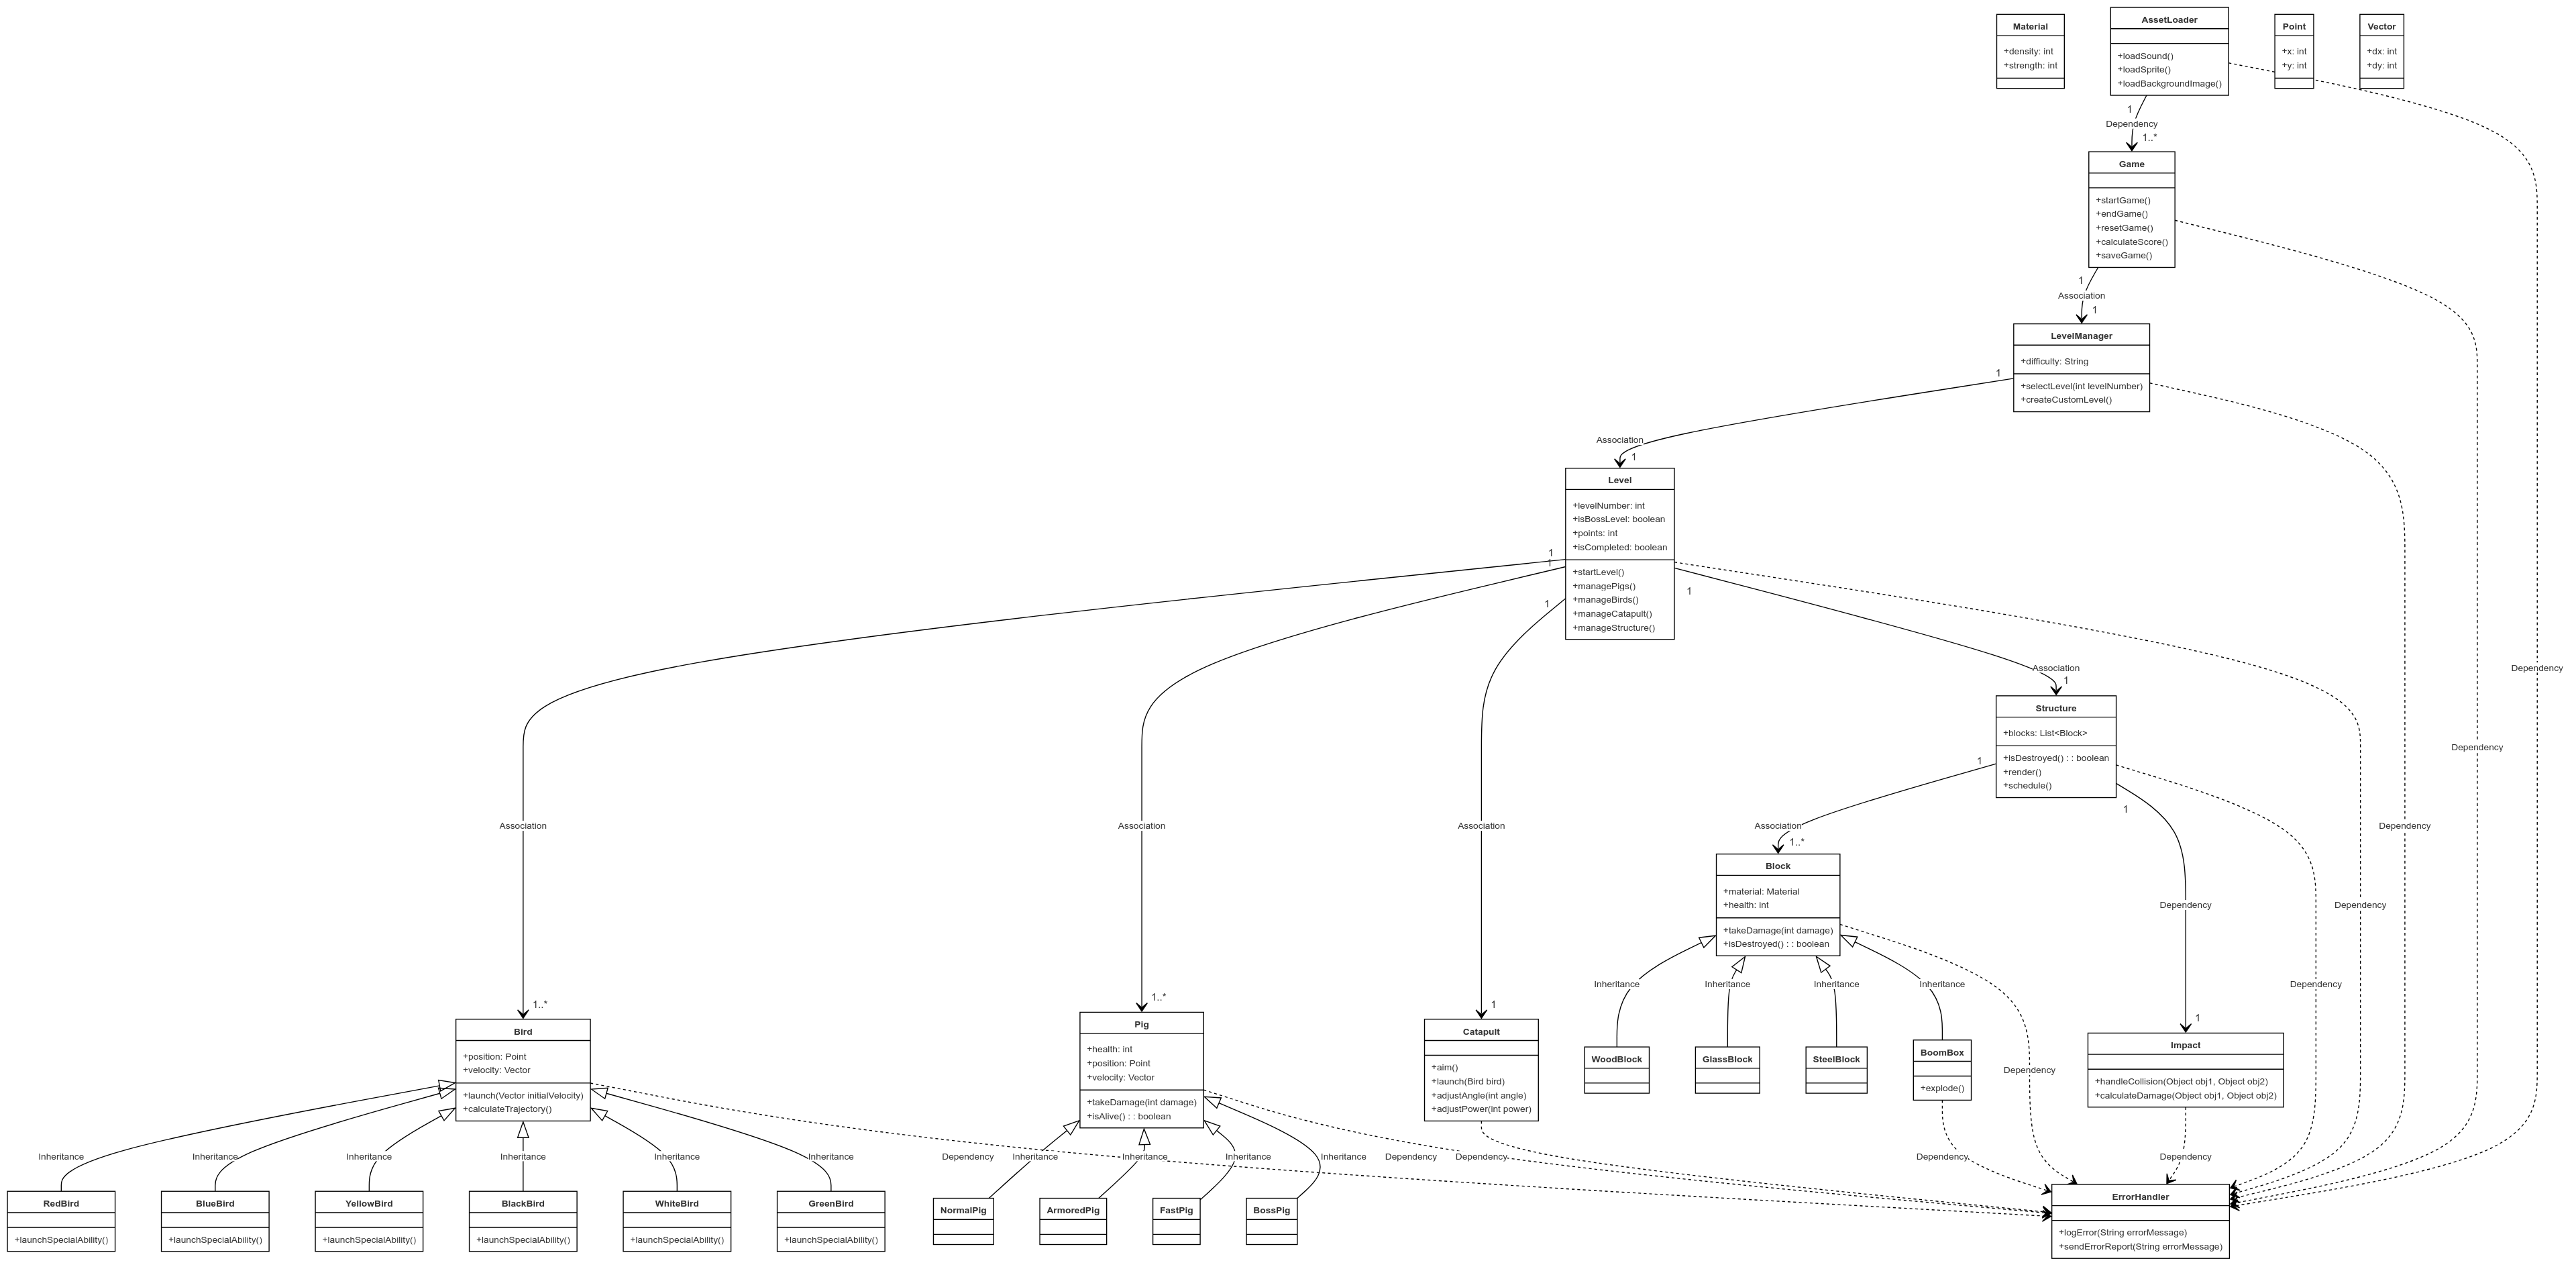 Material
+density: int
+strength: int
AssetLoader
+loadSound()
+loadSprite()
+loadBackgroundImage()
Point
+x: int
+y: int
Vector
+dx: int
+dy: int
1
Dependency
1..*
Game
+startGame()
+endGame()
+resetGame()
+calculateScore()
+saveGame()
1
Association
1
LevelManager
+difficulty: String
+selectLevel(int levelNumber)
+createCustomLevel()
1
Association
1
Level
+levelNumber: int
+isBossLevel: boolean
+points: int
+isCompleted: boolean
+startLevel()
+managePigs()
+manageBirds()
+manageCatapult()
+manageStructure()
1
1
1
1
Association
1
Dependency
Structure
+blocks: List<Block>
+isDestroyed() : : boolean
+render()
+schedule()
Dependency
1
1
Association
Association
Association
Association
Dependency
1..*
Block
+material: Material
+health: int
+takeDamage(int damage)
+isDestroyed() : : boolean
Dependency
Dependency
Inheritance
Inheritance
Inheritance
Inheritance
Dependency
1..*
1..*
1
1
Bird
+position: Point
+velocity: Vector
+launch(Vector initialVelocity)
+calculateTrajectory()
Pig
+health: int
+position: Point
+velocity: Vector
+takeDamage(int damage)
+isAlive() : : boolean
Catapult
+aim()
+launch(Bird bird)
+adjustAngle(int angle)
+adjustPower(int power)
WoodBlock
GlassBlock
SteelBlock
BoomBox
+explode()
Impact
+handleCollision(Object obj1, Object obj2)
+calculateDamage(Object obj1, Object obj2)
Dependency
Inheritance
Inheritance
Inheritance
Inheritance
Inheritance
Inheritance
Dependency
Inheritance
Inheritance
Inheritance
Inheritance
Dependency
Dependency
Dependency
Dependency
RedBird
+launchSpecialAbility()
BlueBird
+launchSpecialAbility()
YellowBird
+launchSpecialAbility()
BlackBird
+launchSpecialAbility()
WhiteBird
+launchSpecialAbility()
GreenBird
+launchSpecialAbility()
NormalPig
ArmoredPig
FastPig
BossPig
ErrorHandler
+logError(String errorMessage)
+sendErrorReport(String errorMessage)